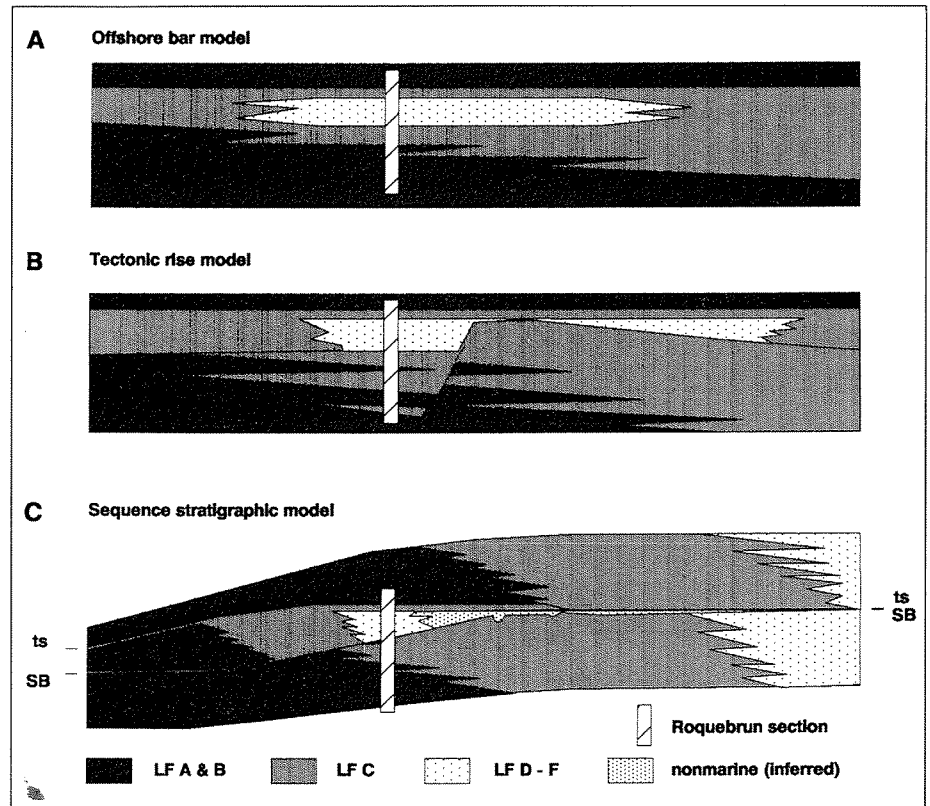 A Offshore bar model
B Tectonic rise model
C Sequence stratigraphic model
ts
SB
ts
SB
Roquebrun section
LF A & B
LF C
LF D - F
nonmarine (inferred)